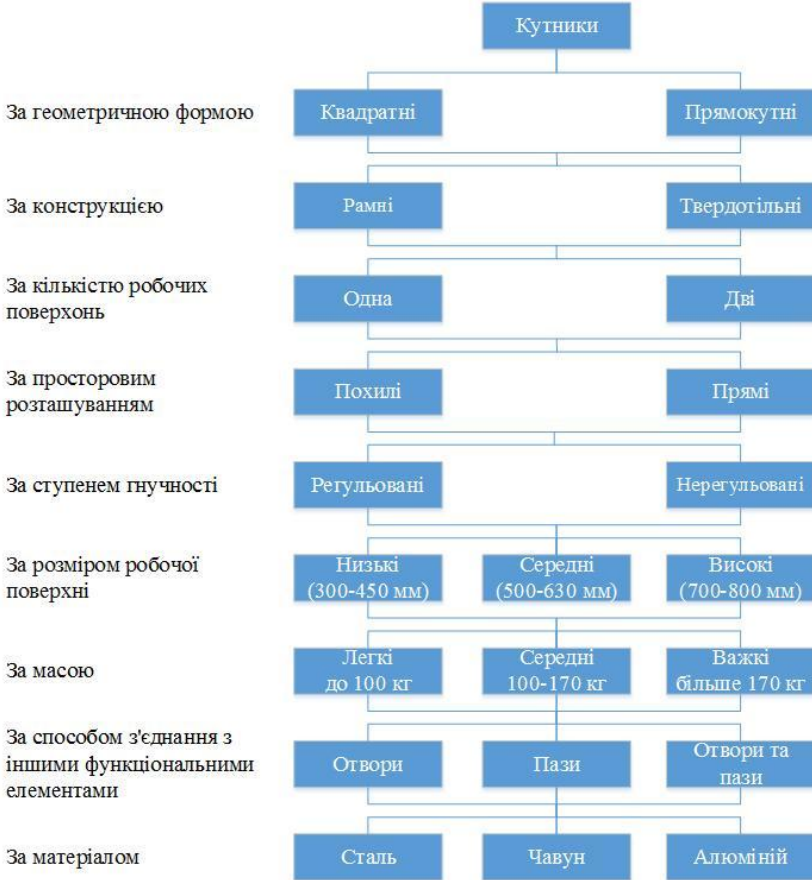 Кутники
За геометричною формою
Квадратні
Прямокутні
За конструкцією
Рамні
Твердотільні
За кількістю робочих
поверхонь
Одна
Дві
За просторовим
розташуванням
Похилі
Прямі
За ступенем гнучності
Регульовані
Нерегульовані
За розміром робочої
поверхні
Низькі
(300-450 мм)
Середні
(500-630 мм)
Високі
(700-800 мм)
За масою
Легкі
до 100 кг
Середні
100-170 кг
Важкі
більше 170 кг
За способом з'єднання з
іншими функціональними
елементами
Отвори
Пази
Отвори та
пази
За матеріалом
Сталь
Чавун
Алюміній